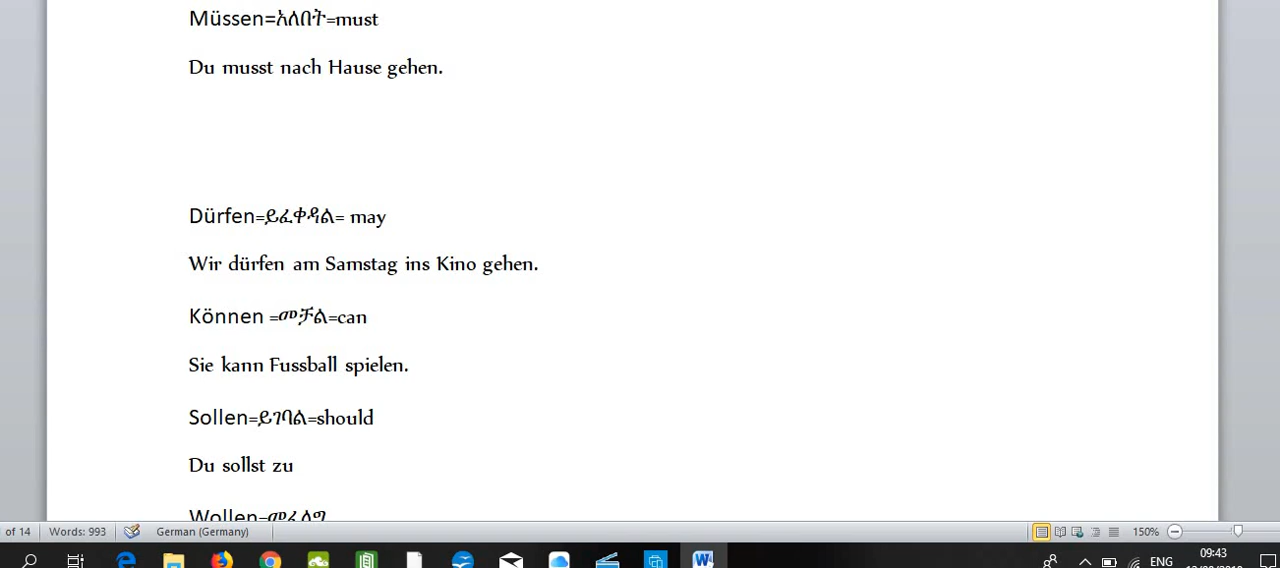 Müssen=አለበት=must
Du musst nach Hause gehen.
Dürfen=ይፈቀዳል= may
Wir dürfen am Samstag ins Kino gehen.
Können =መቻል=can
Sie kann Fussball spielen.
Sollen=ይገባል=should
Du sollst zu
Wollen=መፈለግ
of 14 Words: 993 German (Germany) 150%
ENG 09:43